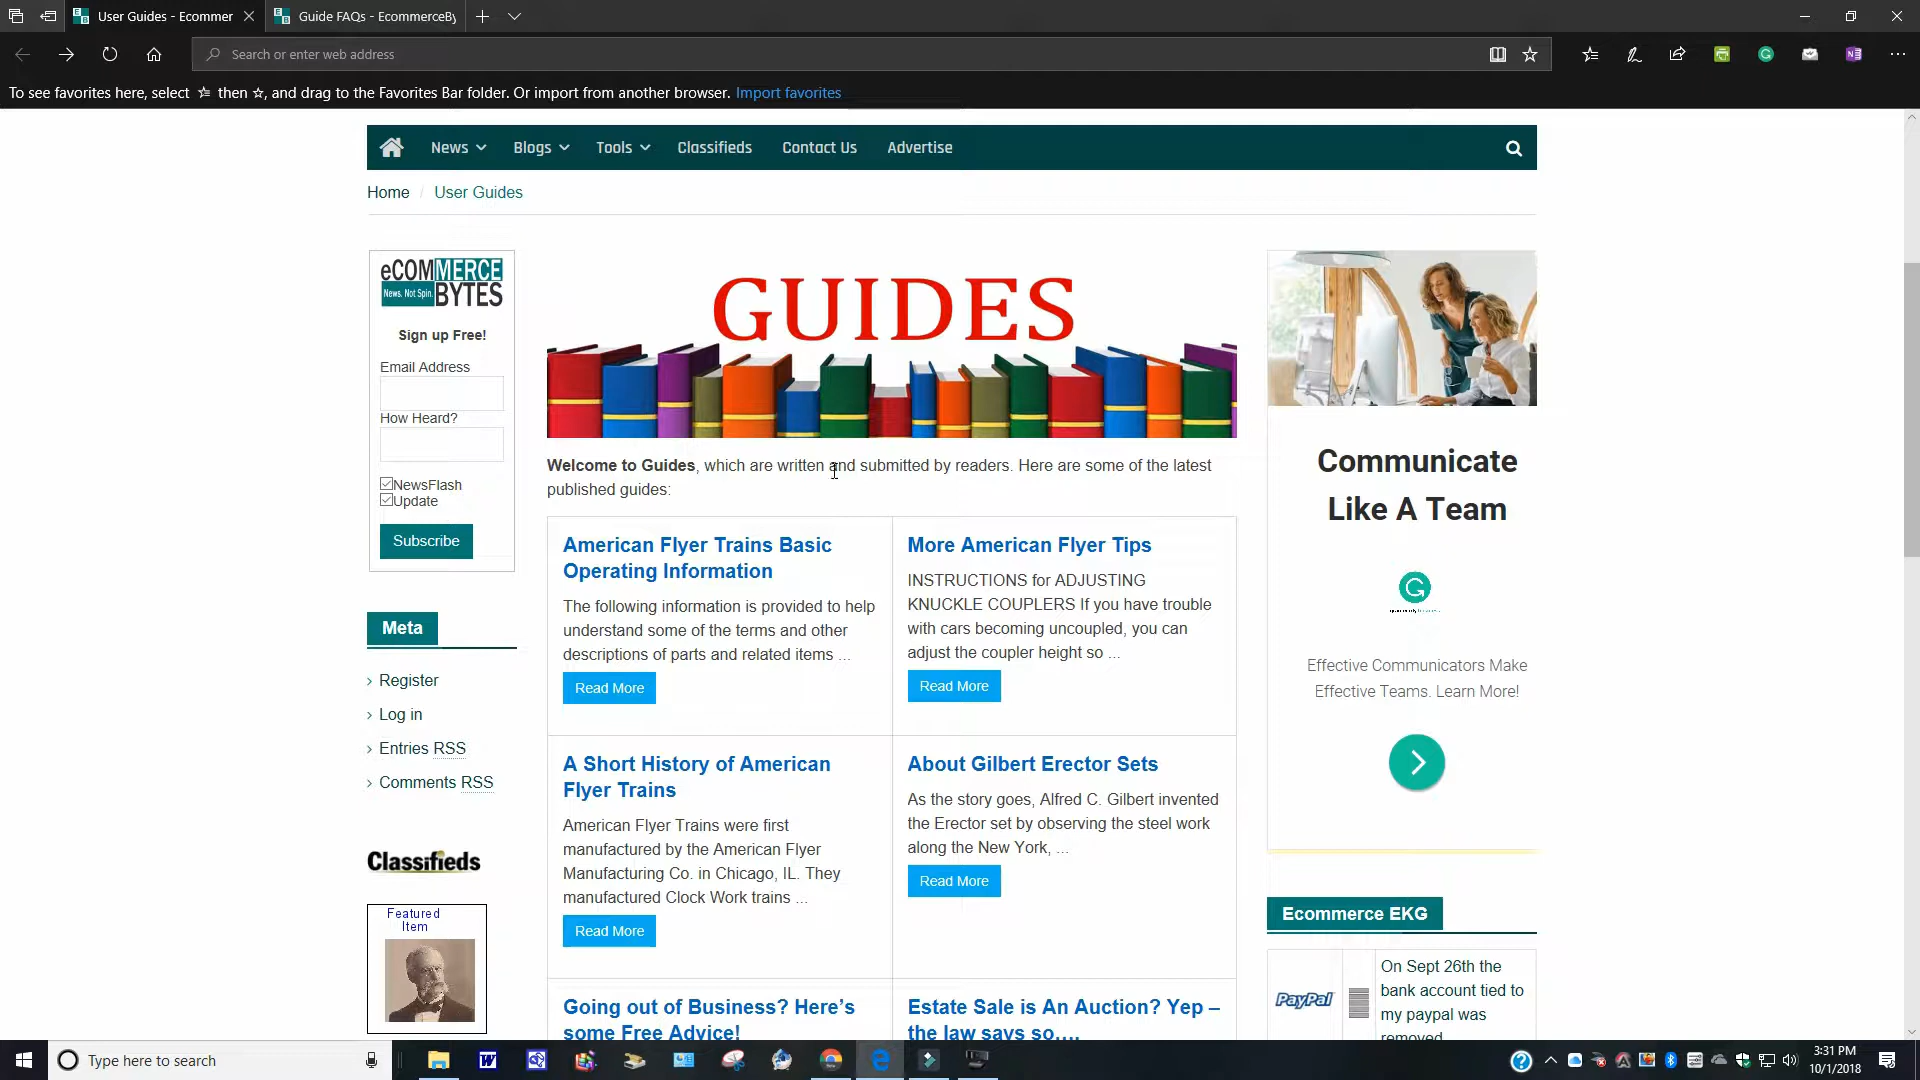 User Guides - Ecommer
Guide FAQs - EcommerceBy
Search or enter web address
To see favorites here, select then , and drag to the Favorites Bar folder. Or import from another browser. Import favorites
News Blogs Tools Classifieds Contact Us Advertise
Home / User Guides
eCOMMERCE
News. Not Spin. BYTES
Sign up Free!
Email Address
How Heard?
NewsFlash
Update
Subscribe
Meta
Register
Log in
Entries RSS
Comments RSS
Classifieds
Featured
Item
GUIDES
Welcome to Guides, which are written and submitted by readers. Here are some of the latest
published guides:
American Flyer Trains Basic
Operating Information
The following information is provided to help
understand some of the terms and other
descriptions of parts and related items ...
Read More
More American Flyer Tips
INSTRUCTIONS for ADJUSTING
KNUCKLE COUPLERS If you have trouble
with cars becoming uncoupled, you can
adjust the coupler height so ...
Read More
A Short History of American
Flyer Trains
American Flyer Trains were first
manufactured by the American Flyer
Manufacturing Co. in Chicago, IL. They
manufactured Clock Work trains ...
Read More
About Gilbert Erector Sets
As the story goes, Alfred C. Gilbert invented
the Erector set by observing the steel work
along the New York, ...
Read More
Going out of Business? Here's
some Free Advice!
Estate Sale is An Auction? Yep –
the law says so....
Communicate
Like A Team
Effective Communicators Make
Effective Teams. Learn More!
Ecommerce EKG
PayPal
On Sept 26th the
bank account tied to
my paypal was
removed
Type here to search
3:31 PM
10/1/2018